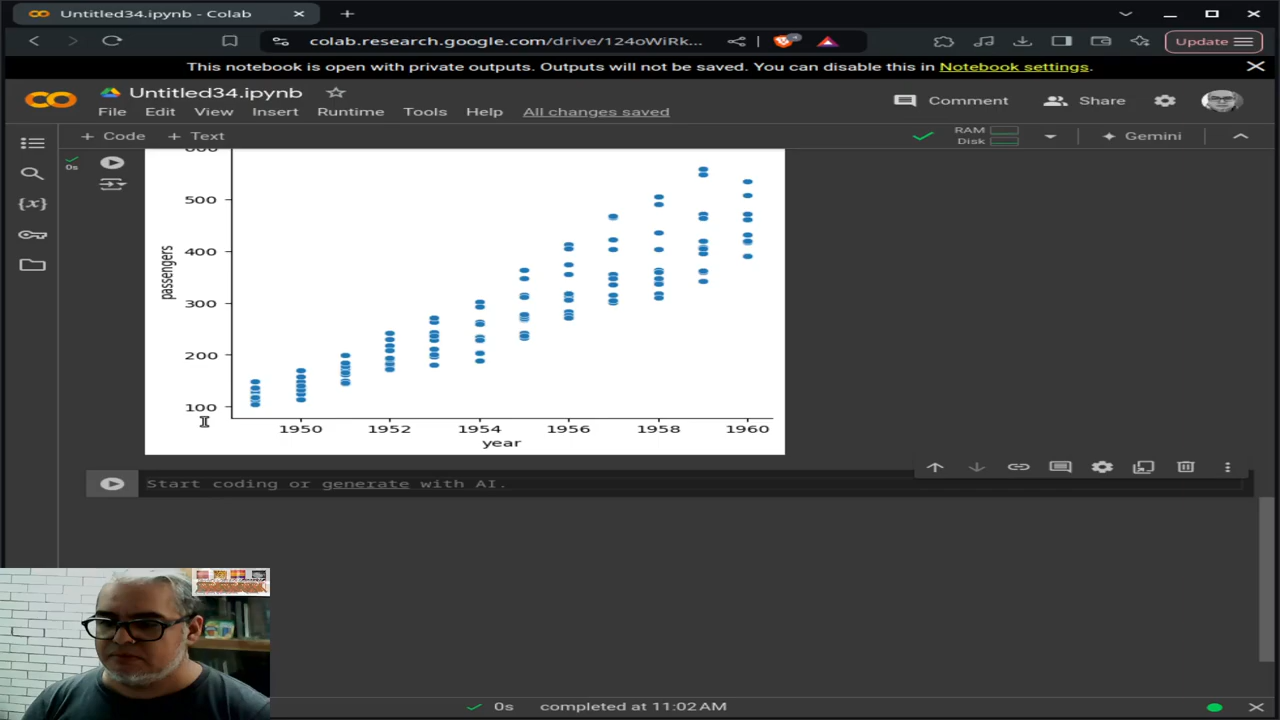 Untitled34.ipynb - Colab
colab.research.google.com/drive/124oWiRk...
Update
This notebook is open with private outputs. Outputs will not be saved. You can disable this in Notebook settings.
Untitled34.ipynb
File Edit View Insert Runtime Tools Help All changes saved
Comment Share
+ Code + Text
RAM
Disk
Gemini
0s
500
400
300
200
100
passengers
1950 1952 1954 1956 1958 1960
year
Start coding or generate with AI.
0s completed at 11:02 AM